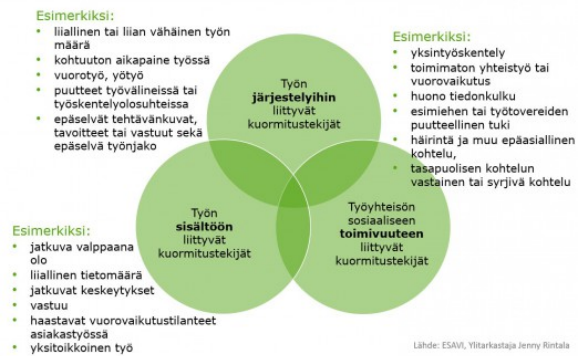 Esimerkiksi:
• liiallinen tai liian vähäinen työn
määrä
• kohtuuton aikapaine työssä
• vuorotyö, yötyö
• puutteet työvälineissä tai
työskentelyolosuhteissa
• epäselvät tehtävänkuvat,
tavoitteet tai vastuut sekä
epäselvä työnjako
Työn
järjestelyihin
liittyvät
kuormitustekijät
Esimerkiksi:
• yksintyöskentely
• toimimaton yhteistyö tai
vuorovaikutus
• huono tiedonkulku
• esimiehen tai työtovereiden
puutteellinen tuki
• häirintä ja muu epäasiallinen
kohtelu,
• tasapuolisen kohtelun
vastainen tai syrjivä kohtelu
Työn
sisältöön
liittyvät
kuormitustekijät
Työyhteisön
sosiaaliseen
toimivuuteen
liittyvät
kuormitustekijät
Esimerkiksi:
• jatkuva valppaana
olo
• liiallinen tietomäärä
• jatkuvat keskeytykset
• vastuu
• haastavat vuorovaikutustilanteet
asiakastyössä
• yksitoikkoinen työ
Lähde: ESAVI, Ylitarkastaja Jenny Rintala